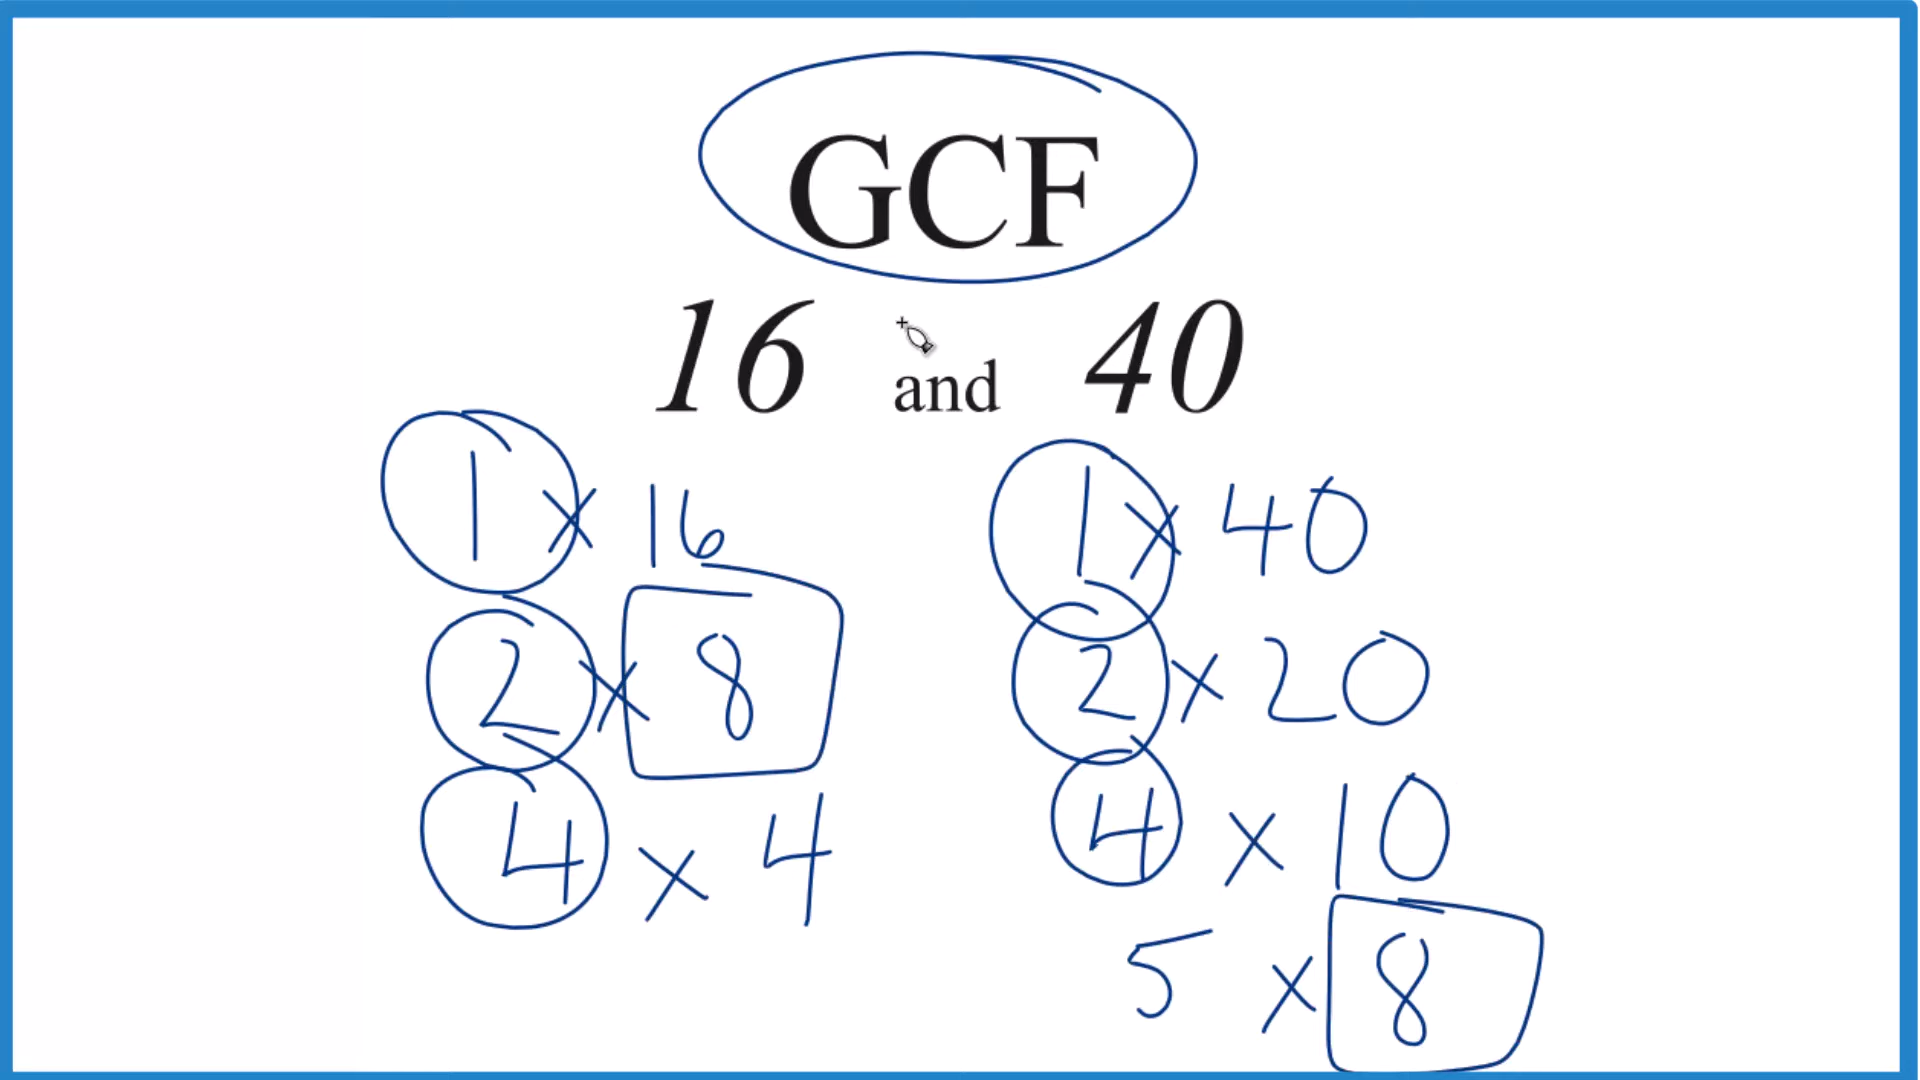 GCF
16 and 40
1 x 16
2 x 8
4 x 4
1 x 40
2 x 20
4 x 10
5 x 8